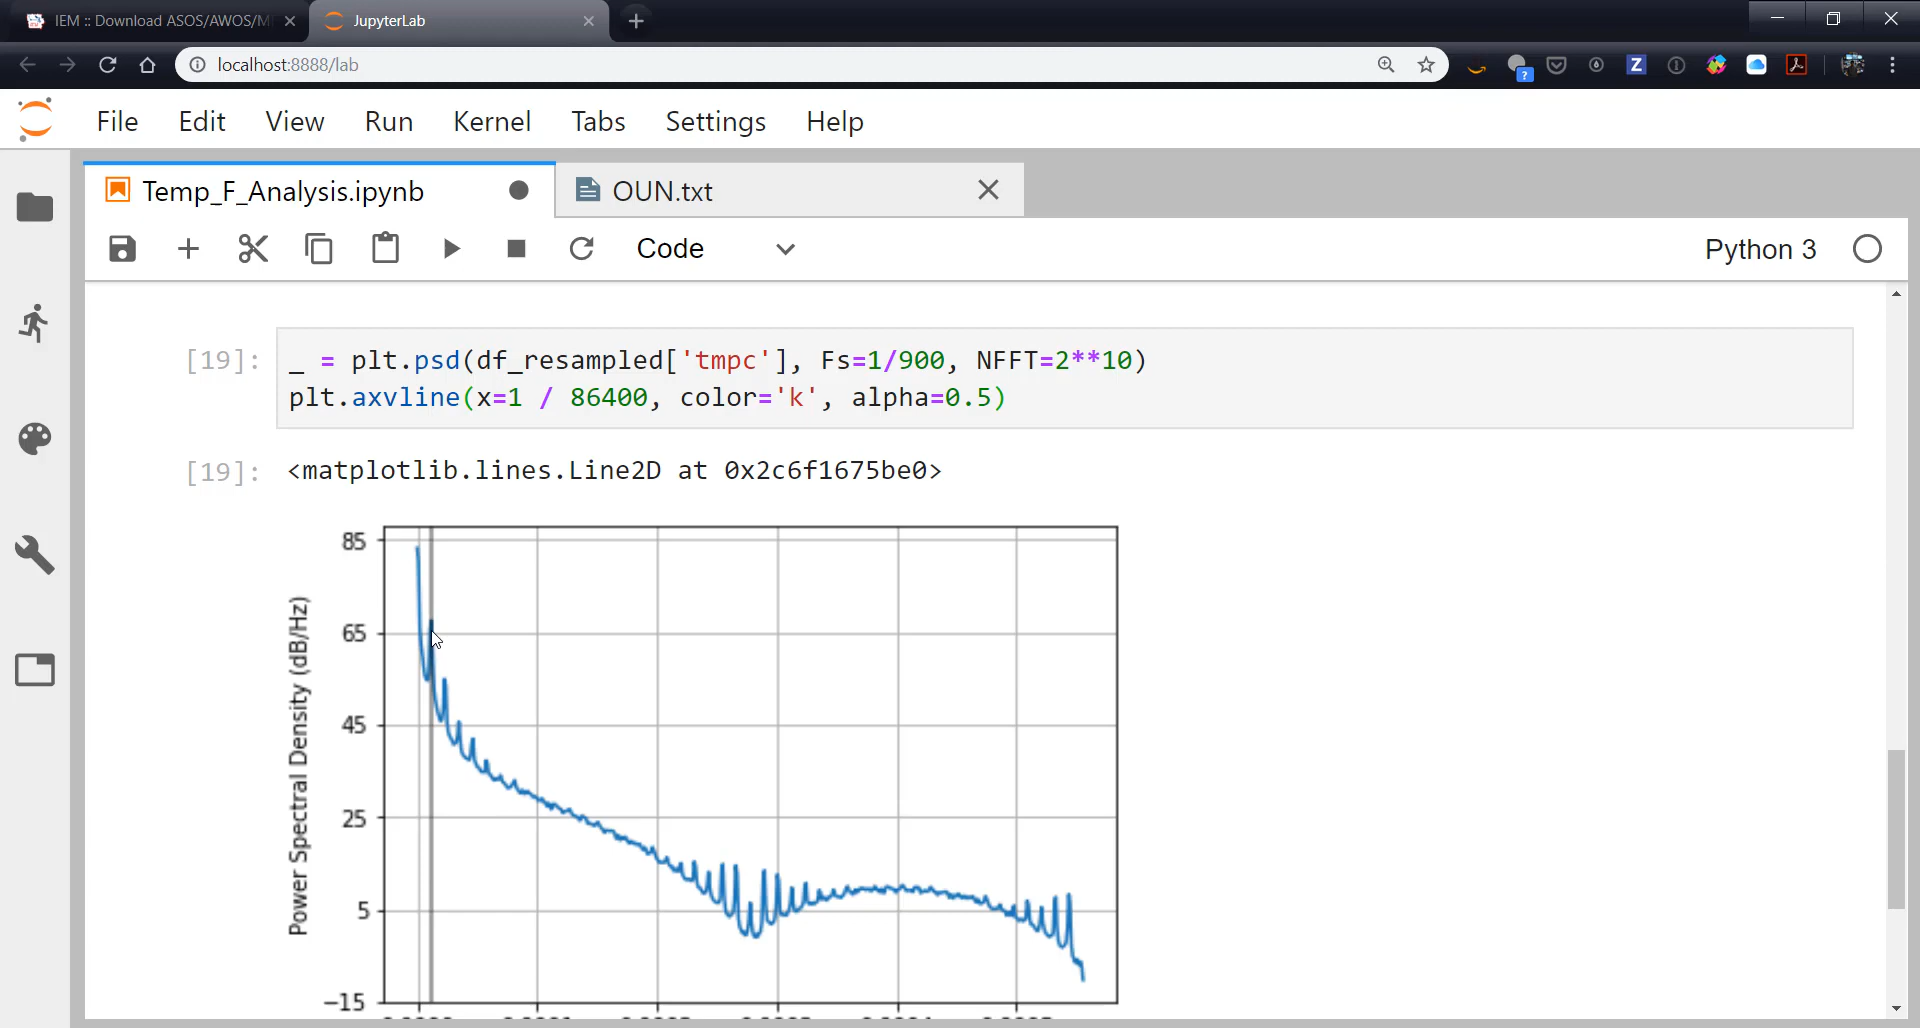 IEM :: Download ASOS/AWOS/M
JupyterLab
localhost:8888/lab
?
Z
File Edit View Run Kernel Tabs Settings Help
Temp_F_Analysis.ipynb
OUN.txt
Code
Python 3
[19]: _ = plt.psd(df_resampled['tmpc'], Fs=1/900, NFFT=2**10)
plt.axvline(x=1 / 86400, color='k', alpha=0.5)
[19]: <matplotlib.lines.Line2D at 0x2c6f1675be0>
85
65
45
25
5
−15
Power Spectral Density (dB/Hz)